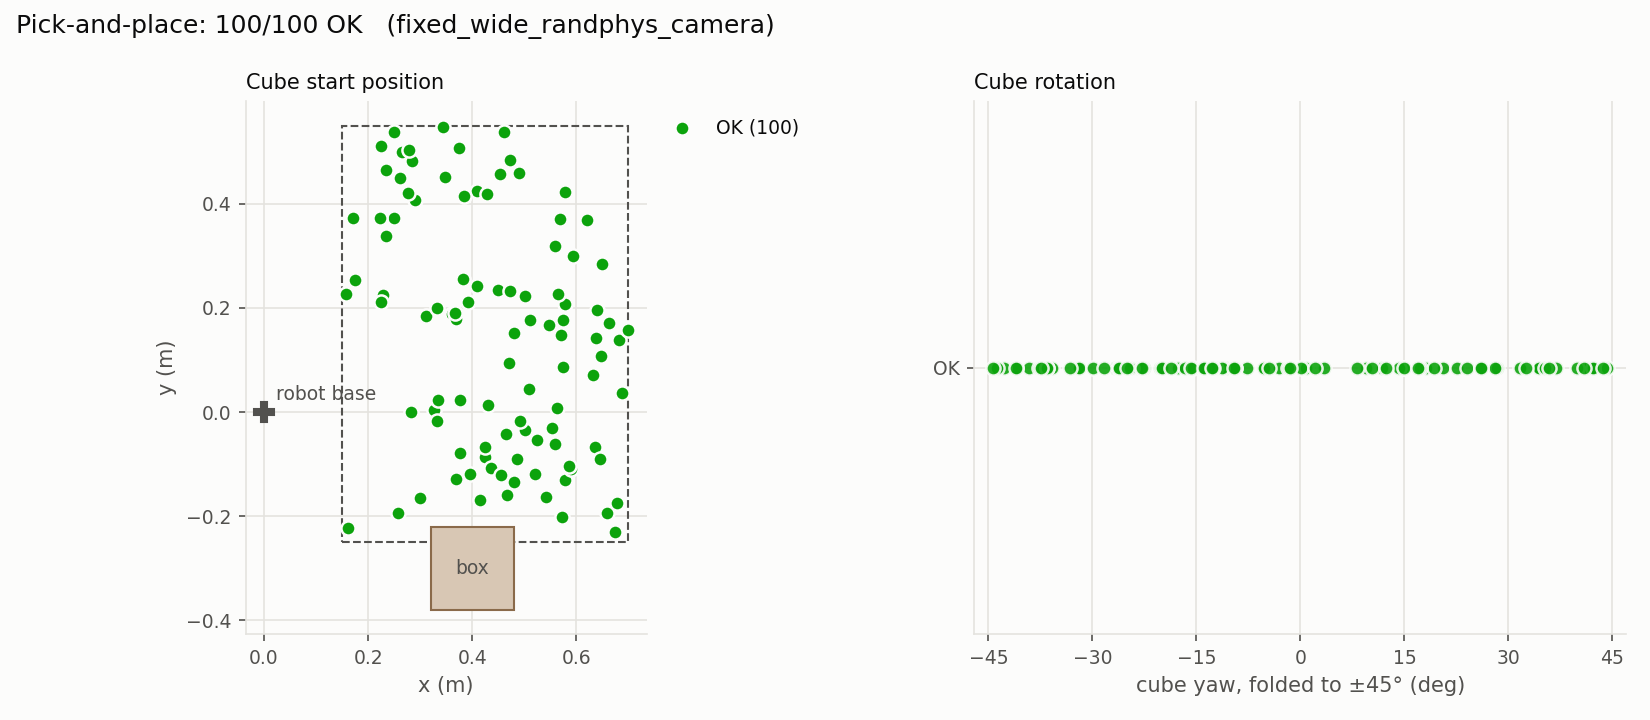 Pick-and-place: 100/100 OK   (fixed_wide_randphys_camera)
Cube start position
OK (100)
robot base
box
0.4
0.2
0.0
−0.2
−0.4
y (m)
0.0 0.2 0.4 0.6
x (m)
Cube rotation
OK
−45 −30 −15 0 15 30 45
cube yaw, folded to ±45° (deg)